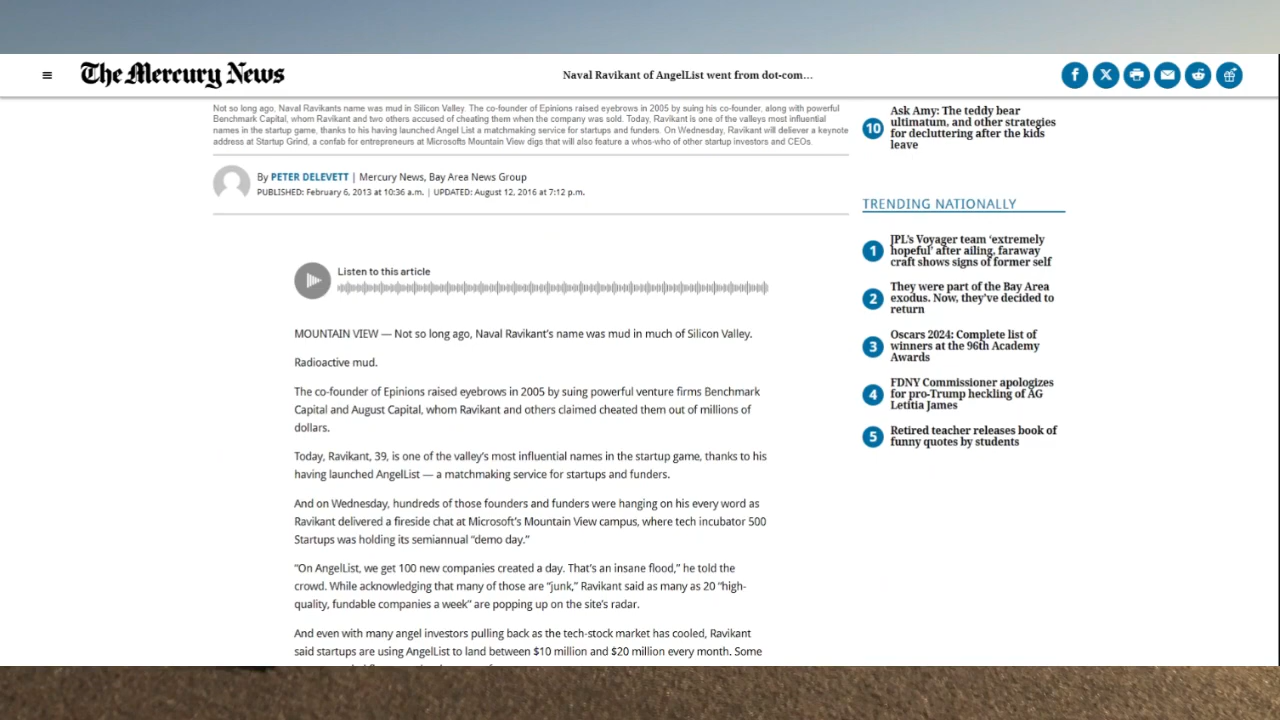 The Mercury News
Naval Ravikant of AngelList went from dot-com...
Not so long ago, Naval Ravikants name was mud in Silicon Valley. The co-founder of Epinions raised eyebrows in 2005 by suing his co-founder, along with powerful
Benchmark Capital, whom Ravikant and two others accused of cheating them when the company was sold. Today, Ravikant is one of the valleys most influential
names in the startup game, thanks to his having launched Angel List a matchmaking service for startups and funders. On Wednesday, Ravikant will deliever a keynote
address at Startup Grind, a confab for entrepreneurs at Microsofts Mountain View digs that will also feature a whos-who of other startup investors and CEOs.
By PETER DELEVETT | Mercury News, Bay Area News Group
PUBLISHED: February 6, 2013 at 10:36 a.m. | UPDATED: August 12, 2016 at 7:12 p.m.
Listen to this article
MOUNTAIN VIEW — Not so long ago, Naval Ravikant's name was mud in much of Silicon Valley.
Radioactive mud.
The co-founder of Epinions raised eyebrows in 2005 by suing powerful venture firms Benchmark
Capital and August Capital, whom Ravikant and others claimed cheated them out of millions of
dollars.
Today, Ravikant, 39, is one of the valley's most influential names in the startup game, thanks to his
having launched AngelList — a matchmaking service for startups and funders.
And on Wednesday, hundreds of those founders and funders were hanging on his every word as
Ravikant delivered a fireside chat at Microsoft's Mountain View campus, where tech incubator 500
Startups was holding its semiannual “demo day.”
“On AngelList, we get 100 new companies created a day. That's an insane flood,” he told the
crowd. While acknowledging that many of those are “junk,” Ravikant said as many as 20 “high-
quality, fundable companies a week” are popping up on the site's radar.
And even with many angel investors pulling back as the tech-stock market has cooled, Ravikant
said startups are using AngelList to land between $10 million and $20 million every month. Some
10
Ask Amy: The teddy bear
ultimatum, and other strategies
for decluttering after the kids
leave
TRENDING NATIONALLY
1
JPL's Voyager team ‘extremely
hopeful’ after ailing, faraway
craft shows signs of former self
2
They were part of the Bay Area
exodus. Now, they've decided to
return
3
Oscars 2024: Complete list of
winners at the 96th Academy
Awards
4
FDNY Commissioner apologizes
for pro-Trump heckling of AG
Letitia James
5
Retired teacher releases book of
funny quotes by students